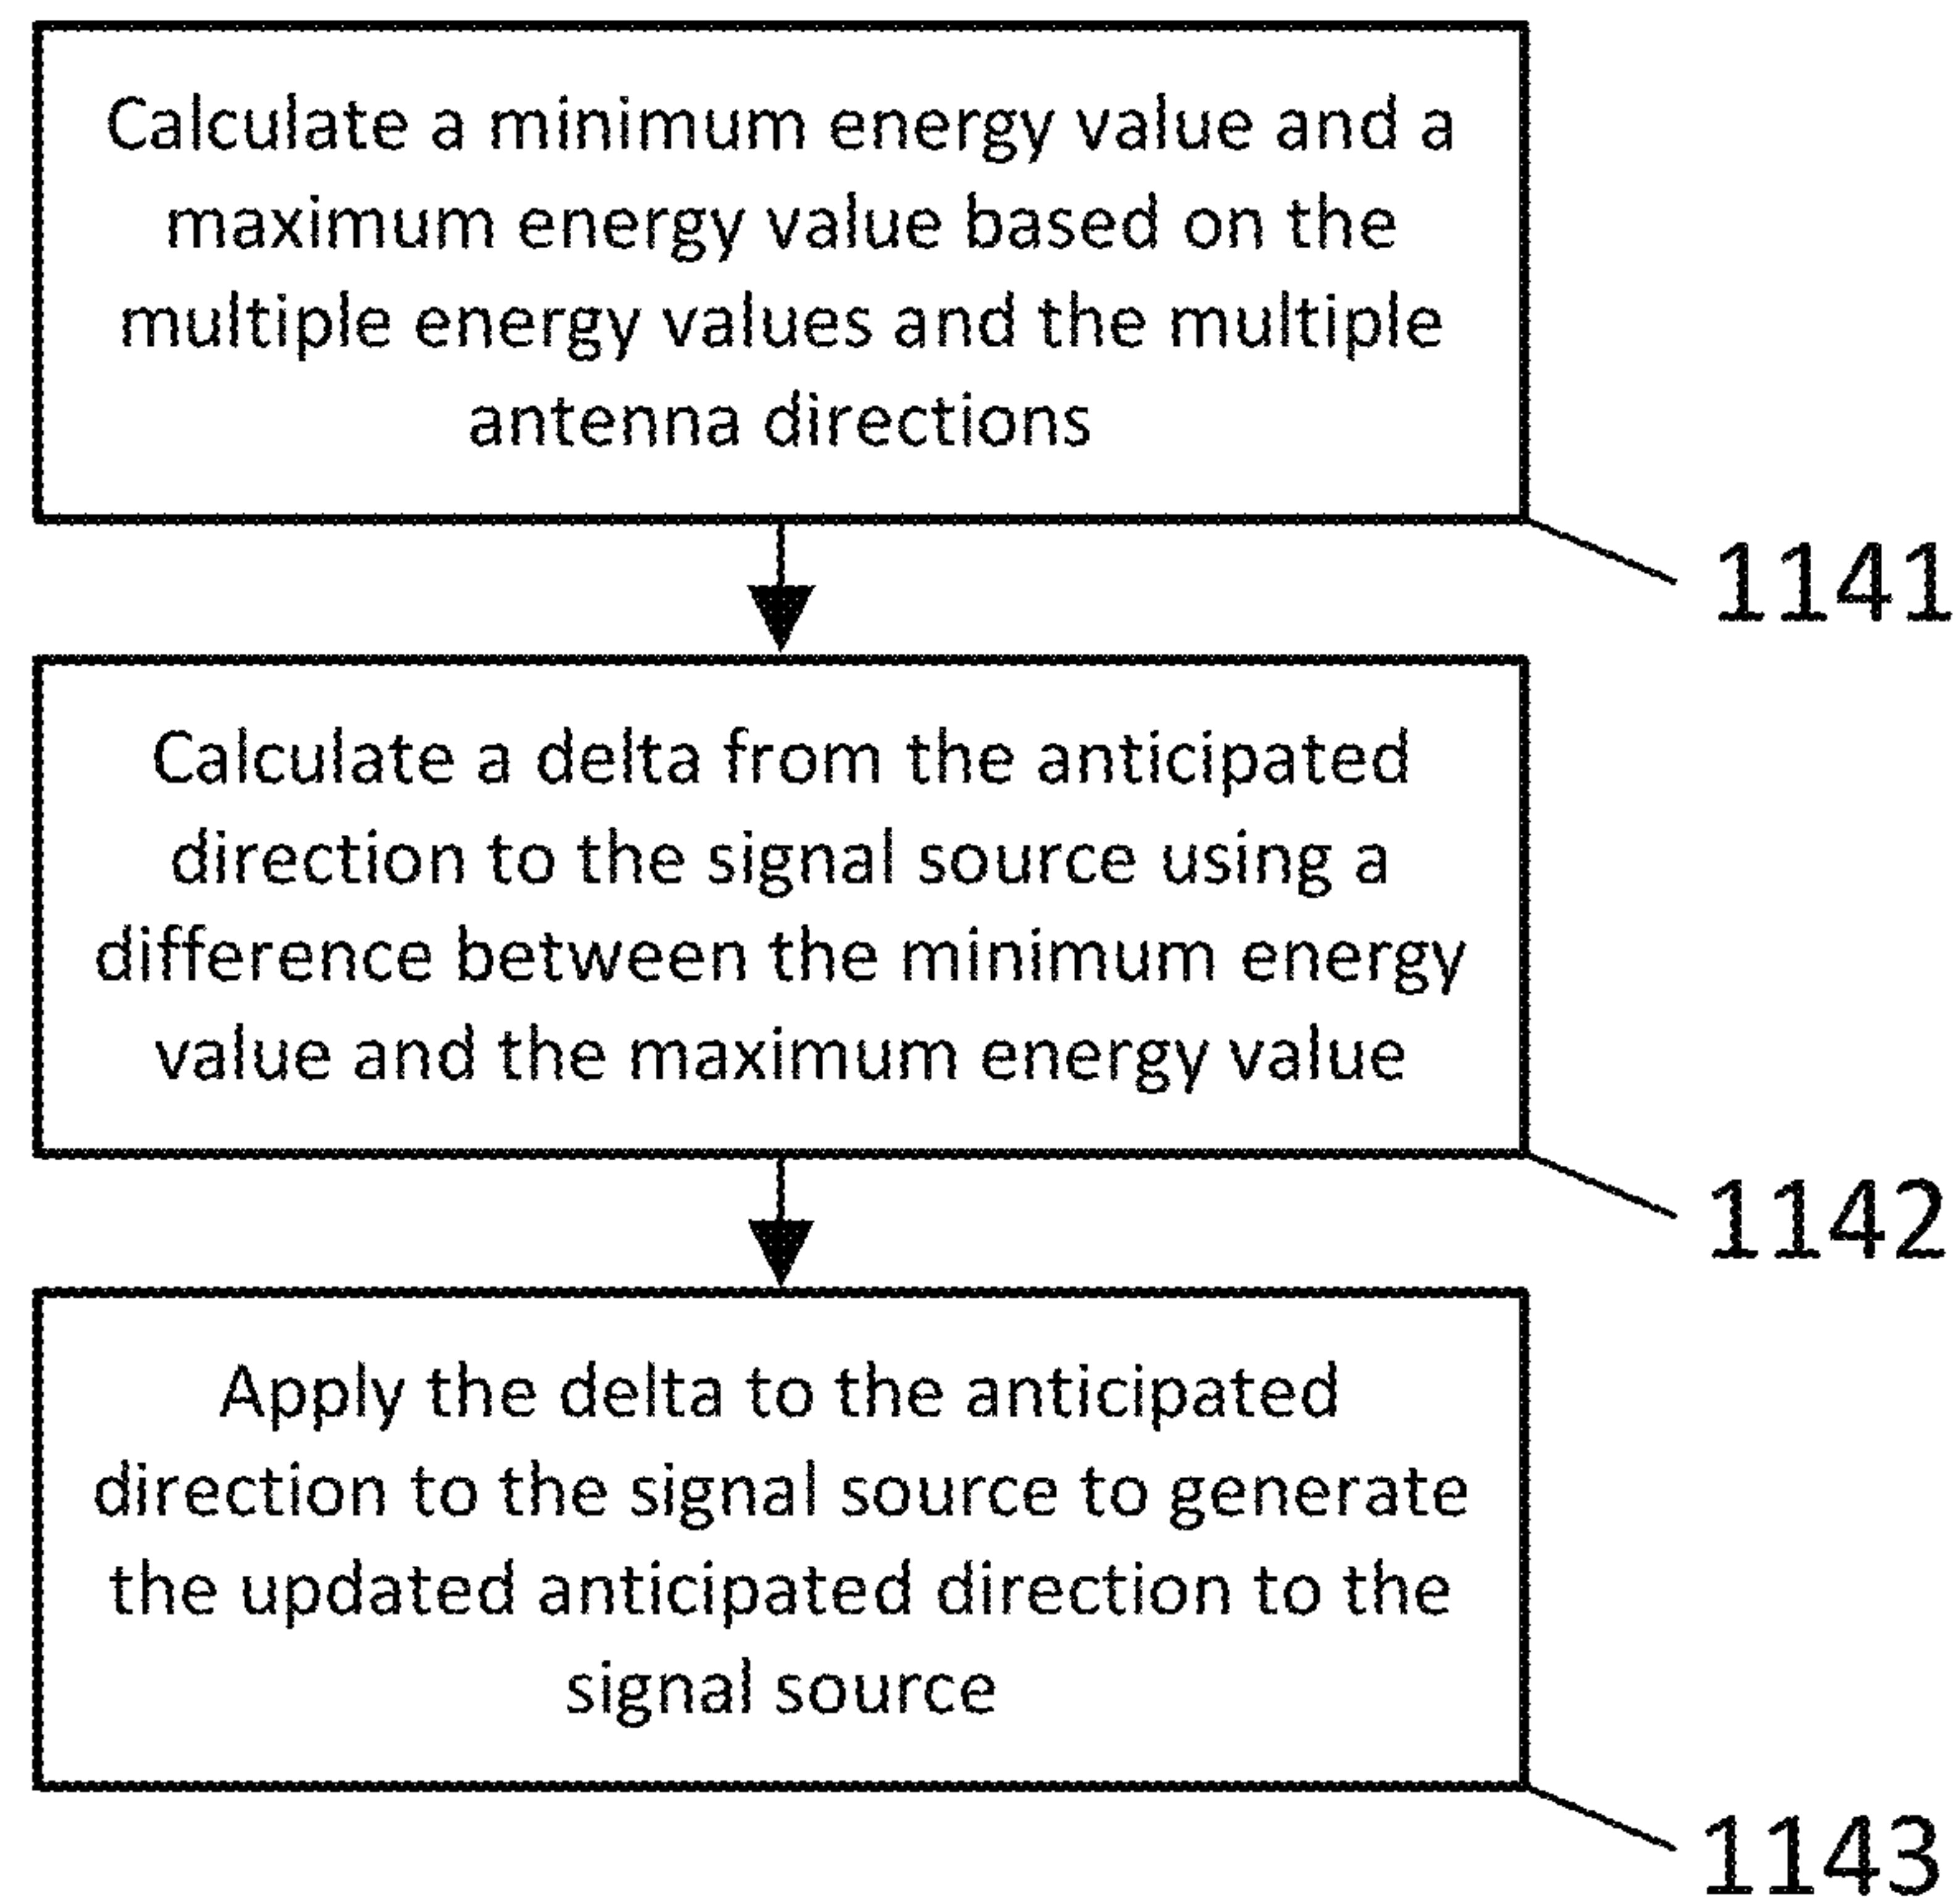 Calculate a minimum energy value and a
maximum energy value based on the
multiple energy values and the multiple
antenna directions
1141
Calculate a delta from the anticipated
direction to the signal source using a
difference between the minimum energy
value and the maximum energy value
1142
Apply the delta to the anticipated
direction to the signal source to generate
the updated anticipated direction to the
signal source
1143